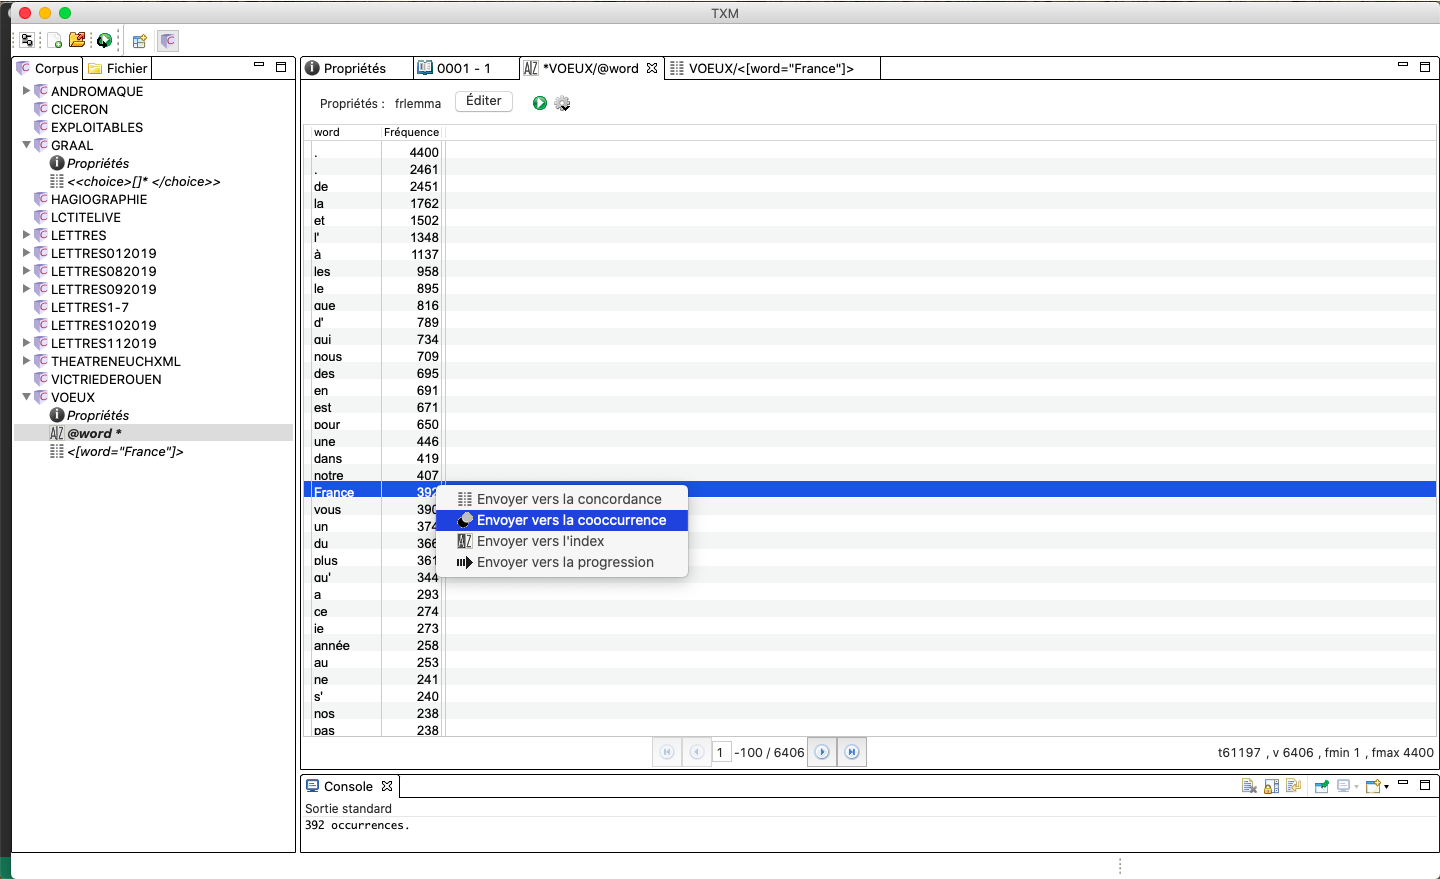 TXM
Corpus Fichier
ANDROMAQUE
CICERON
EXPLOITABLES
GRAAL
Propriétés
<<choice>[]* </choice>>
HAGIOGRAPHIE
LCTITELIVE
LETTRES
LETTRES012019
LETTRES082019
LETTRES092019
LETTRES1-7
LETTRES102019
LETTRES112019
THEATRENEUCHXML
VICTRIEDEROUEN
VOEUX
Propriétés
@word *
<[word="France"]>
Propriétés 0001 - 1 *VOEUX/@word VOEUX/<[word="France"]>
Propriétés : frlemma Éditer
word Fréquence
. 4400
. 2461
de 2451
la 1762
et 1502
l' 1348
à 1137
les 958
le 895
que 816
d' 789
qui 734
nous 709
des 695
en 691
est 671
pour 650
une 446
dans 419
notre 407
France 392
vous 390
un 374
du 366
plus 361
qu' 344
a 293
ce 274
je 273
année 258
au 253
ne 241
s' 240
nos 238
pas 238
Envoyer vers la concordance
Envoyer vers la cooccurrence
Envoyer vers l'index
Envoyer vers la progression
1 -100 / 6406
t61197 , v 6406 , fmin 1 , fmax 4400
Console
Sortie standard
392 occurrences.